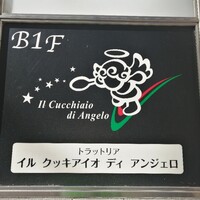 B1F
Il Cucchiaio
di Angelo
トラットリア
イル クッキアイオ ディ アンジェロ